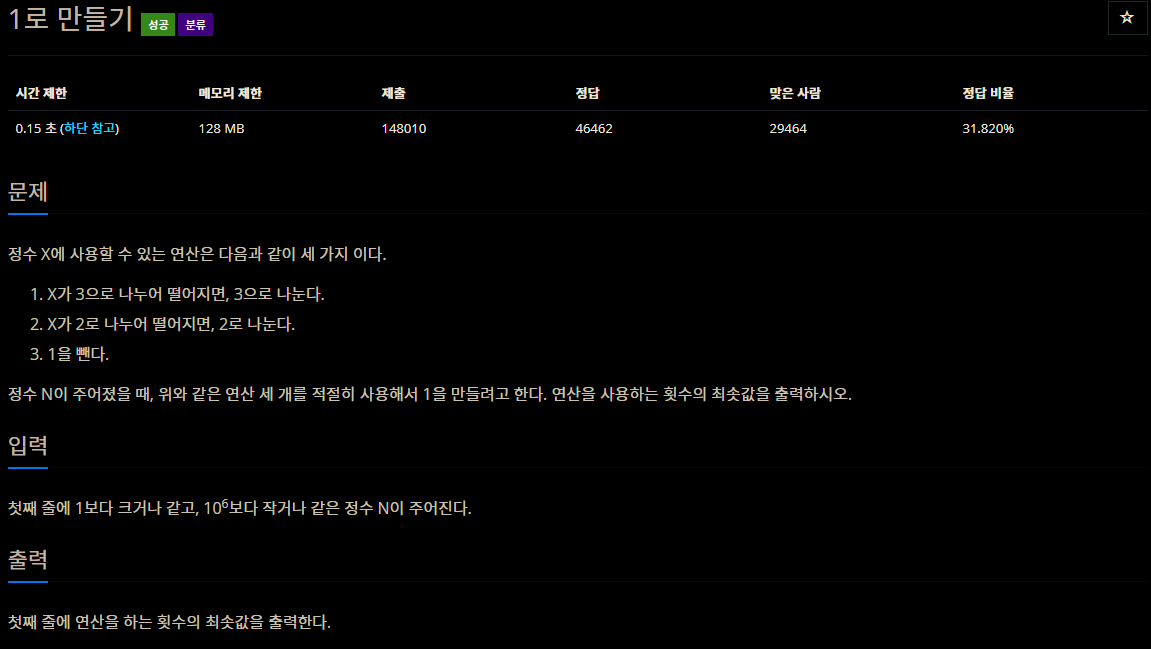 1로 만들기 성공 분류
☆
시간 제한 메모리 제한 제출 정답 맞은 사람 정답 비율
0.15 초 (하단 참고) 128 MB 148010 46462 29464 31.820%
문제
정수 X에 사용할 수 있는 연산은 다음과 같이 세 가지 이다.
1. X가 3으로 나누어 떨어지면, 3으로 나눈다.
2. X가 2로 나누어 떨어지면, 2로 나눈다.
3. 1을 뺀다.
정수 N이 주어졌을 때, 위와 같은 연산 세 개를 적절히 사용해서 1을 만들려고 한다. 연산을 사용하는 횟수의 최솟값을 출력하시오.
입력
첫째 줄에 1보다 크거나 같고, 10⁶보다 작거나 같은 정수 N이 주어진다.
출력
첫째 줄에 연산을 하는 횟수의 최솟값을 출력한다.